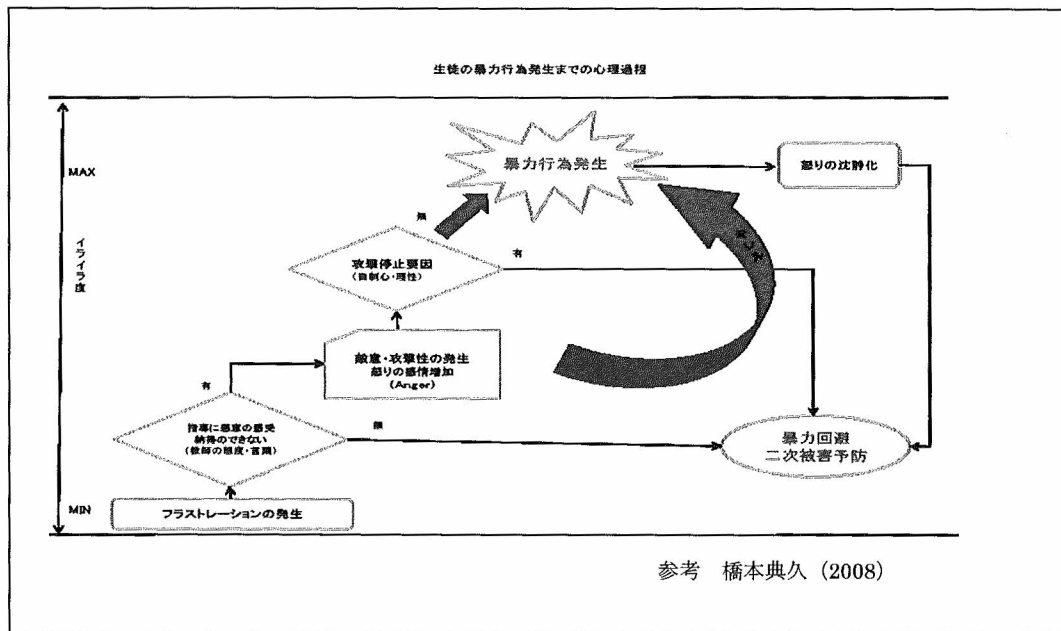 生徒の暴力行為発生までの心理過程
MAX
イライラ度
MIN
暴力行為発生
怒りの沈静化
無
攻撃停止要因
(自制心・理性)
有
敵意・攻撃性の発生
怒りの感情増加
(Anger)
有
指導に悪意の感受
納得のできない
(教師の態度・言動)
無
暴力回避
二次被害予防
フラストレーションの発生
参考 橋本典久(2008)